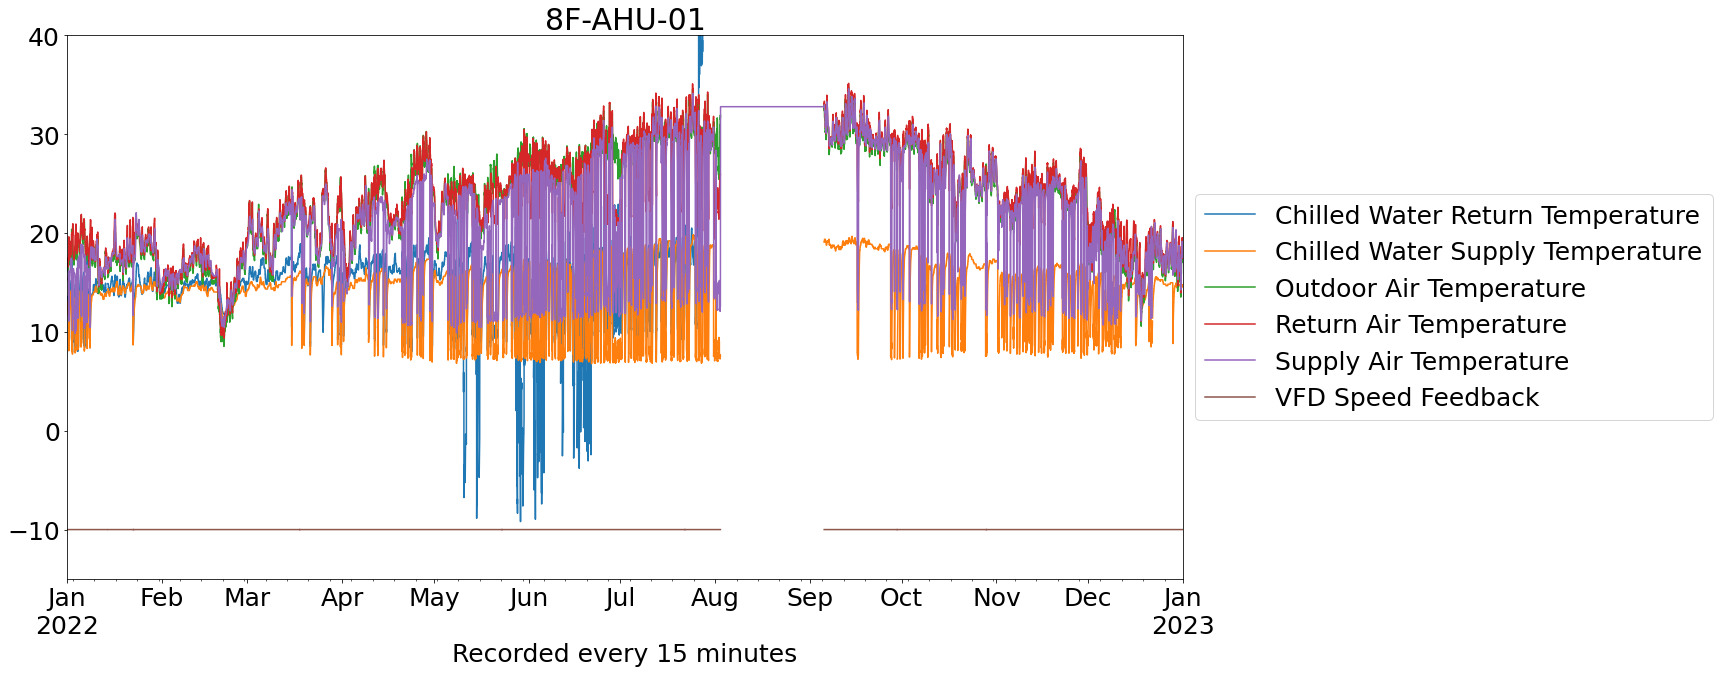 8F-AHU-01
40
30
20
10
0
−10
Jan Feb Mar Apr May Jun Jul Aug Sep Oct Nov Dec Jan
2022 2023
Recorded every 15 minutes
Chilled Water Return Temperature
Chilled Water Supply Temperature
Outdoor Air Temperature
Return Air Temperature
Supply Air Temperature
VFD Speed Feedback